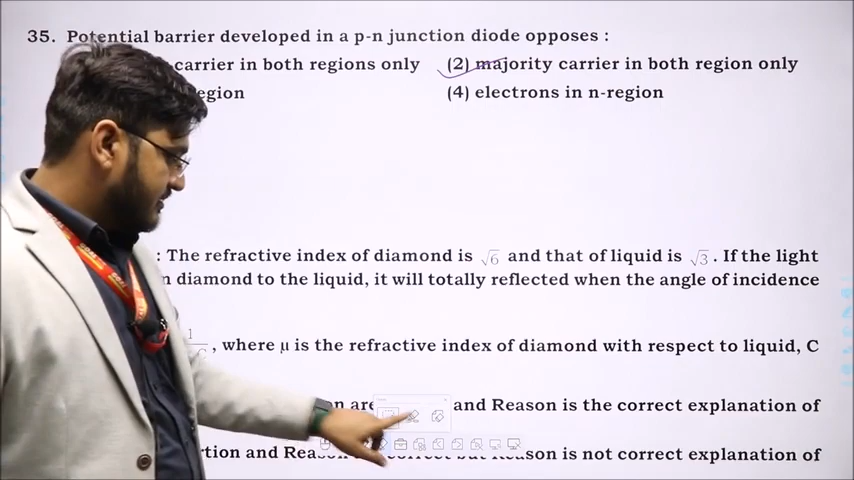 35. Potential barrier developed in a p-n junction diode opposes :
carrier in both regions only (2) majority carrier in both region only
region (4) electrons in n-region
: The refractive index of diamond is √6 and that of liquid is √3. If the light
diamond to the liquid, it will totally reflected when the angle of incidence
, where μ is the refractive index of diamond with respect to liquid, C
and Reason is the correct explanation of
correct but Reason is not correct explanation of